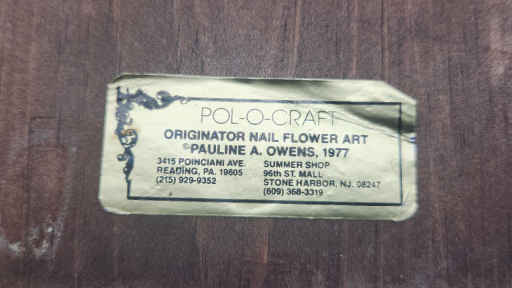 POL-O-CRAFT
ORIGINATOR NAIL FLOWER ART
©PAULINE A. OWENS, 1977
3415 POINCIANI AVE.
READING, PA. 19605
(215) 929-9352
SUMMER SHOP
96th ST. MALL
STONE HARBOR, NJ. 08247
(609) 368-3319